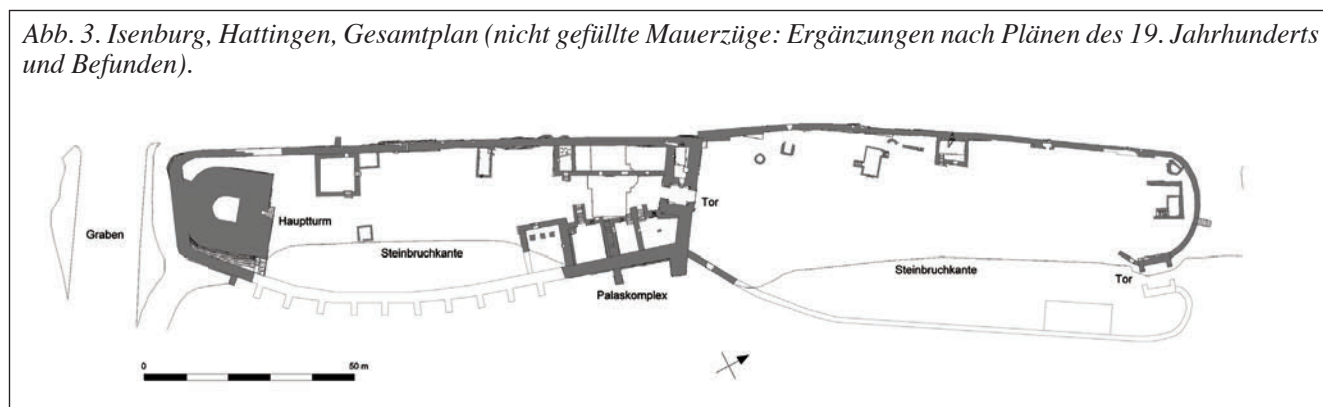 Abb. 3. Isenburg, Hattingen, Gesamtplan (nicht gefüllte Mauerzüge: Ergänzungen nach Plänen des 19. Jahrhunderts
und Befunden).
Graben
Hauptturm
Steinbruchkante
Tor
Palaskomplex
Steinbruchkante
Tor
0
50 m